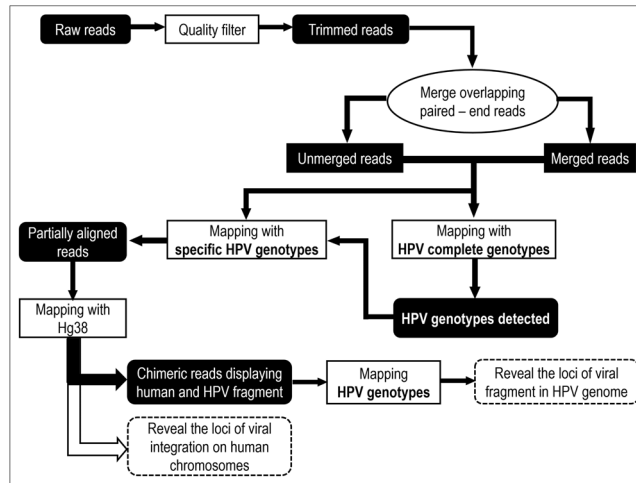 Raw reads
Quality filter
Trimmed reads
Merge overlapping
paired – end reads
Unmerged reads
Merged reads
Partially aligned
reads
Mapping with
specific HPV genotypes
Mapping with
HPV complete genotypes
Mapping with
Hg38
HPV genotypes detected
Chimeric reads displaying
human and HPV fragment
Mapping
HPV genotypes
Reveal the loci of viral
fragment in HPV genome
Reveal the loci of viral
integration on human
chromosomes